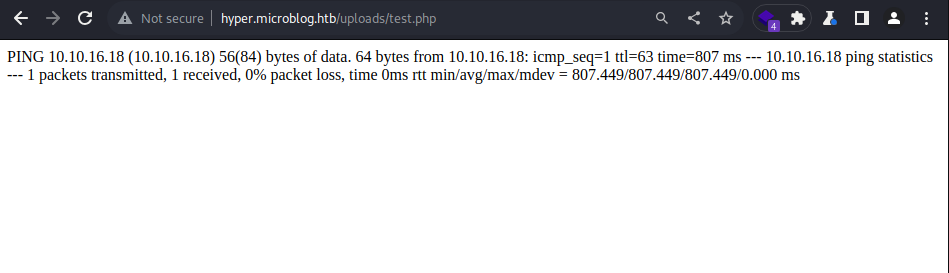 Not secure hyper.microblog.htb/uploads/test.php
4
PING 10.10.16.18 (10.10.16.18) 56(84) bytes of data. 64 bytes from 10.10.16.18: icmp_seq=1 ttl=63 time=807 ms --- 10.10.16.18 ping statistics
--- 1 packets transmitted, 1 received, 0% packet loss, time 0ms rtt min/avg/max/mdev = 807.449/807.449/807.449/0.000 ms